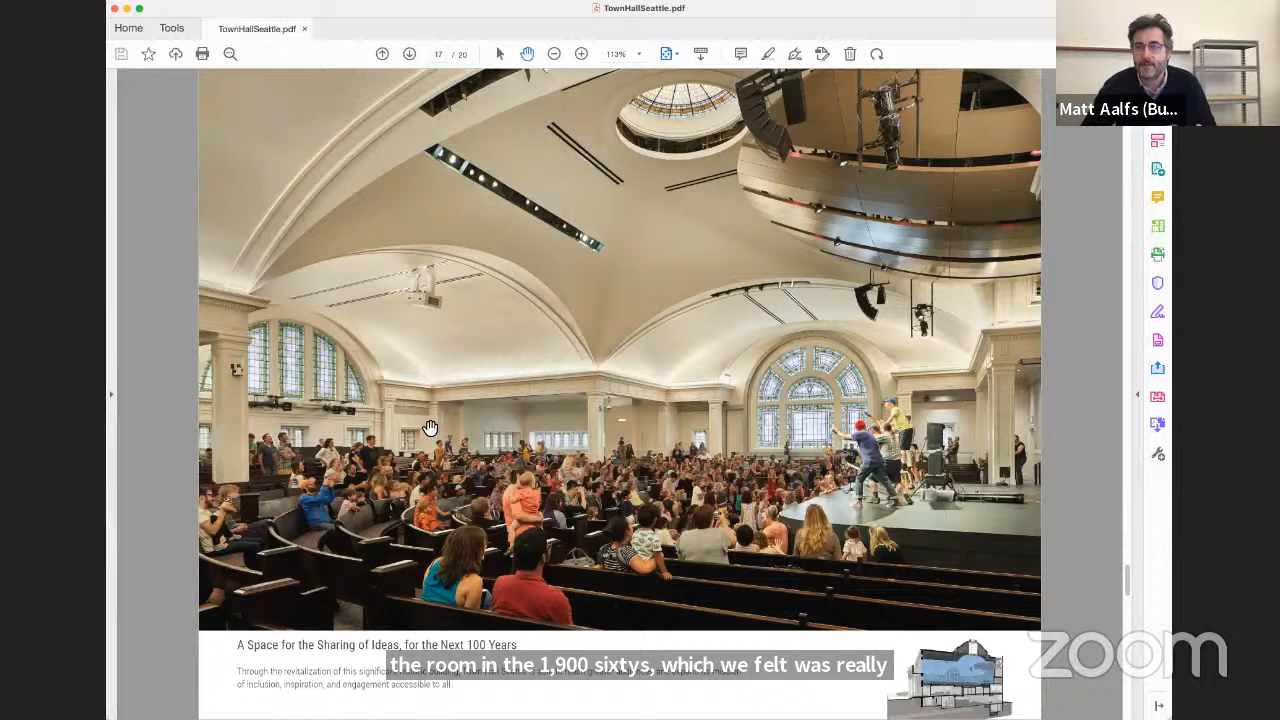 TownHallSeattle.pdf
Home
Tools
TownHallSeattle.pdf ×
17 / 20
113%
Matt Aalfs (Bu...
A Space for the Sharing of Ideas, for the Next 100 Years
Through the revitalization of this significant
of inclusion, inspiration, and engagement accessible to all.
the room in the 1,900 sixtys, which we felt was really
zoom